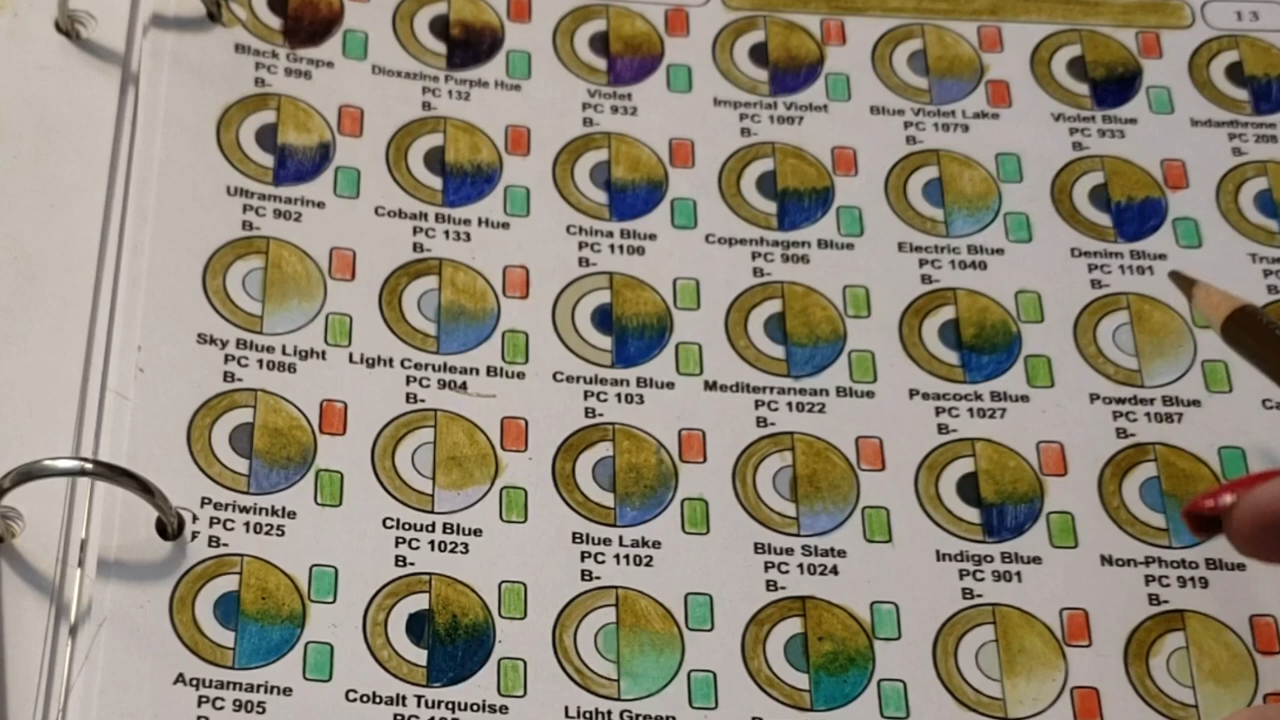 13
Black Grape
PC 996
B-
Dioxazine Purple Hue
PC 132
B-
Violet
PC 932
B-
Imperial Violet
PC 1007
B-
Blue Violet Lake
PC 1079
B-
Violet Blue
PC 933
B-
Indanthrone
PC 208
B-
Ultramarine
PC 902
B-
Cobalt Blue Hue
PC 133
B-
China Blue
PC 1100
B-
Copenhagen Blue
PC 906
B-
Electric Blue
PC 1040
B-
Denim Blue
PC 1101
B-
Sky Blue Light
PC 1086
B-
Light Cerulean Blue
PC 904
B-
Cerulean Blue
PC 103
B-
Mediterranean Blue
PC 1022
B-
Peacock Blue
PC 1027
B-
Powder Blue
PC 1087
B-
Periwinkle
PC 1025
B-
Cloud Blue
PC 1023
B-
Blue Lake
PC 1102
B-
Blue Slate
PC 1024
B-
Indigo Blue
PC 901
B-
Non-Photo Blue
PC 919
B-
Aquamarine
PC 905
Cobalt Turquoise
Light Green